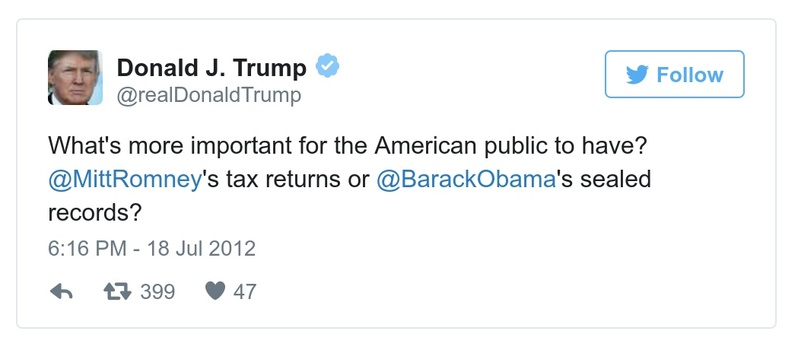 Donald J. Trump
@realDonaldTrump
Follow
What's more important for the American public to have?
@MittRomney's tax returns or @BarackObama's sealed
records?
6:16 PM - 18 Jul 2012
399 47